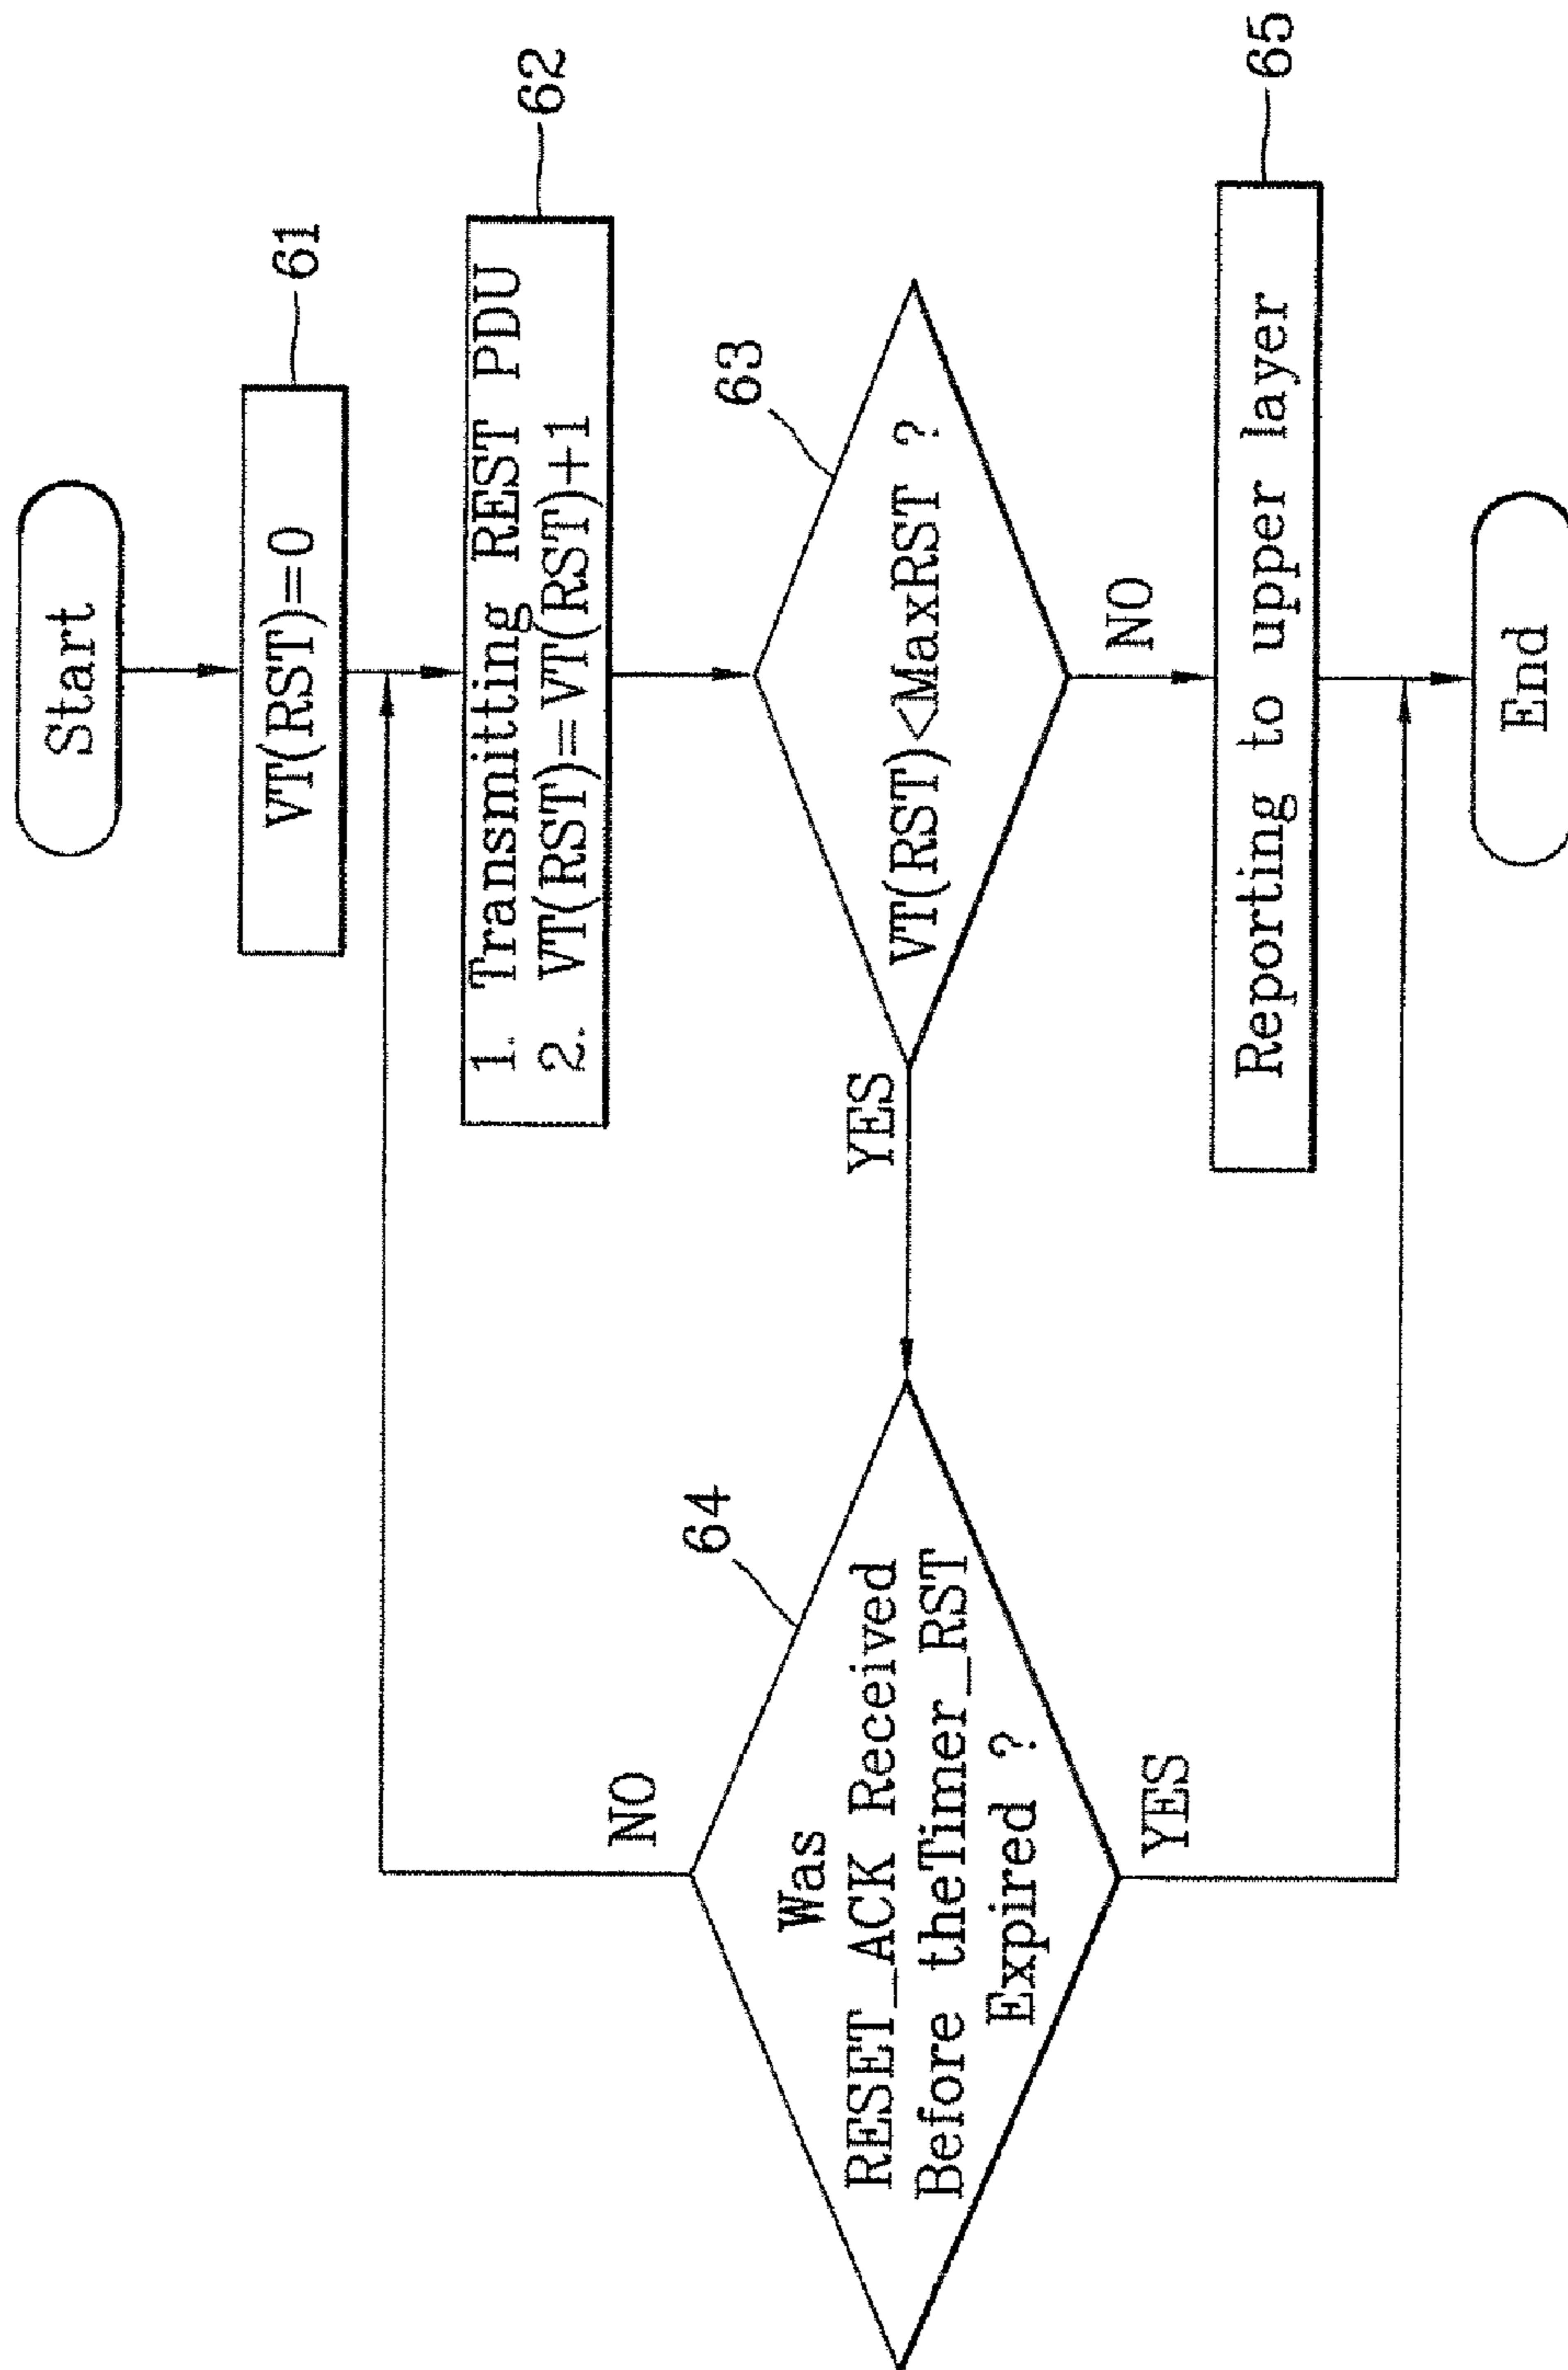 Start
VT(RST)=0
61
1. Transmitting REST PDU
2. VT(RST)=VT(RST)+1
62
VT(RST)<MaxRST ?
63
YES
NO
Was
RESET_ACK Received
Before theTimer_RST
Expired ?
64
NO
YES
Reporting to upper layer
65
End